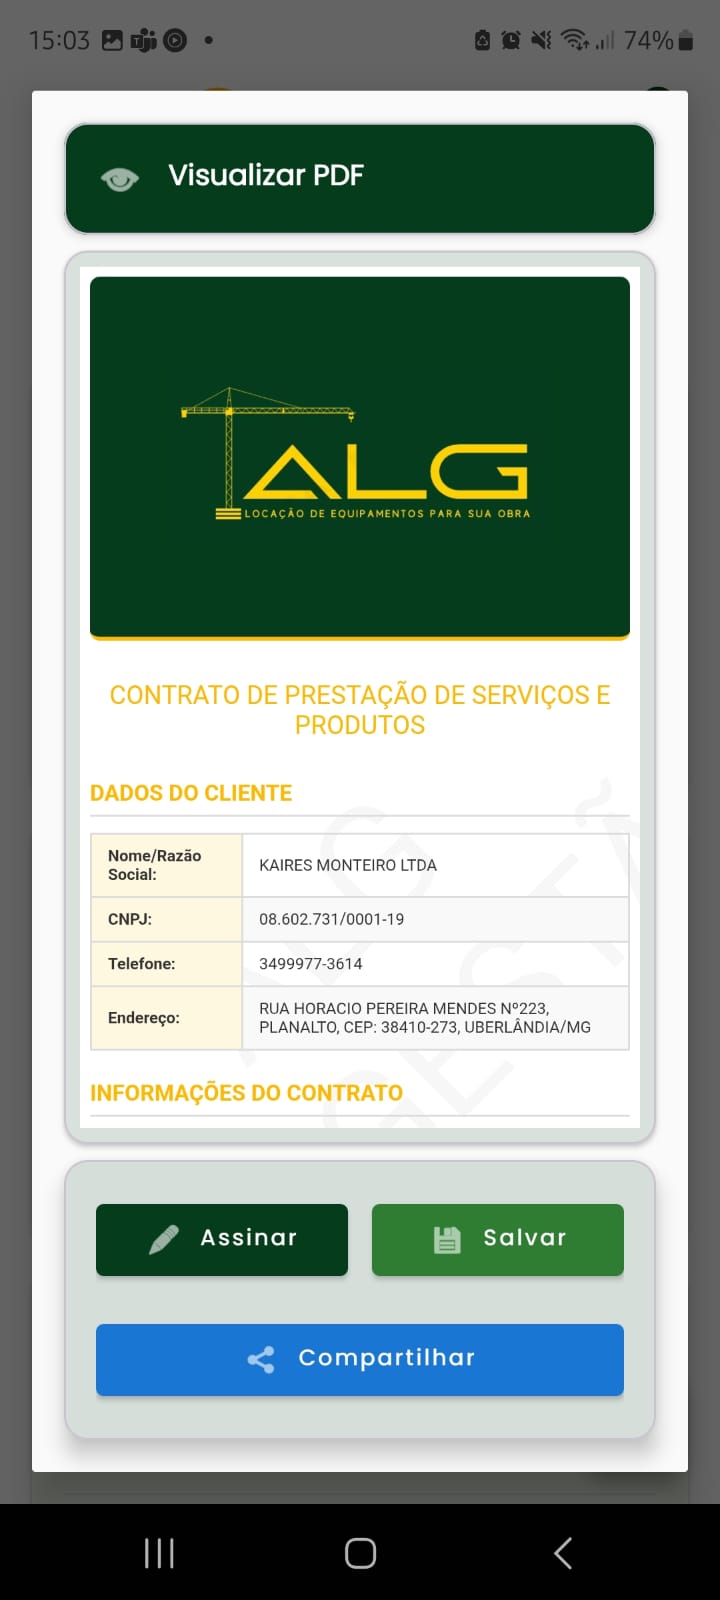 15:03
74%
Visualizar PDF
ALG
LOCAÇÃO DE EQUIPAMENTOS PARA SUA OBRA
CONTRATO DE PRESTAÇÃO DE SERVIÇOS E
PRODUTOS
DADOS DO CLIENTE
Nome/Razão
Social:
KAIRES MONTEIRO LTDA
CNPJ:
08.602.731/0001-19
Telefone:
3499977-3614
Endereço:
RUA HORACIO PEREIRA MENDES Nº223,
PLANALTO, CEP: 38410-273, UBERLÂNDIA/MG
INFORMAÇÕES DO CONTRATO
ALG
GESTÃ
Assinar
Salvar
Compartilhar